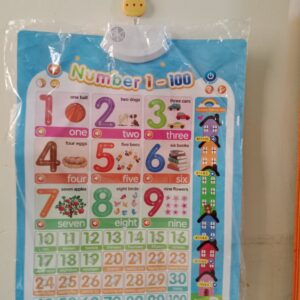 Number 1 - 100
one ball two dogs three cars
1 2 3
one two three
four eggs five bees six books
4 5 6
four five six
seven apples eight birds nine flowers
7 8 9
seven eight nine
10 11 12 13 14 15 16
17 18 19 20 21 22 23
24 25 26 27 28 29 30